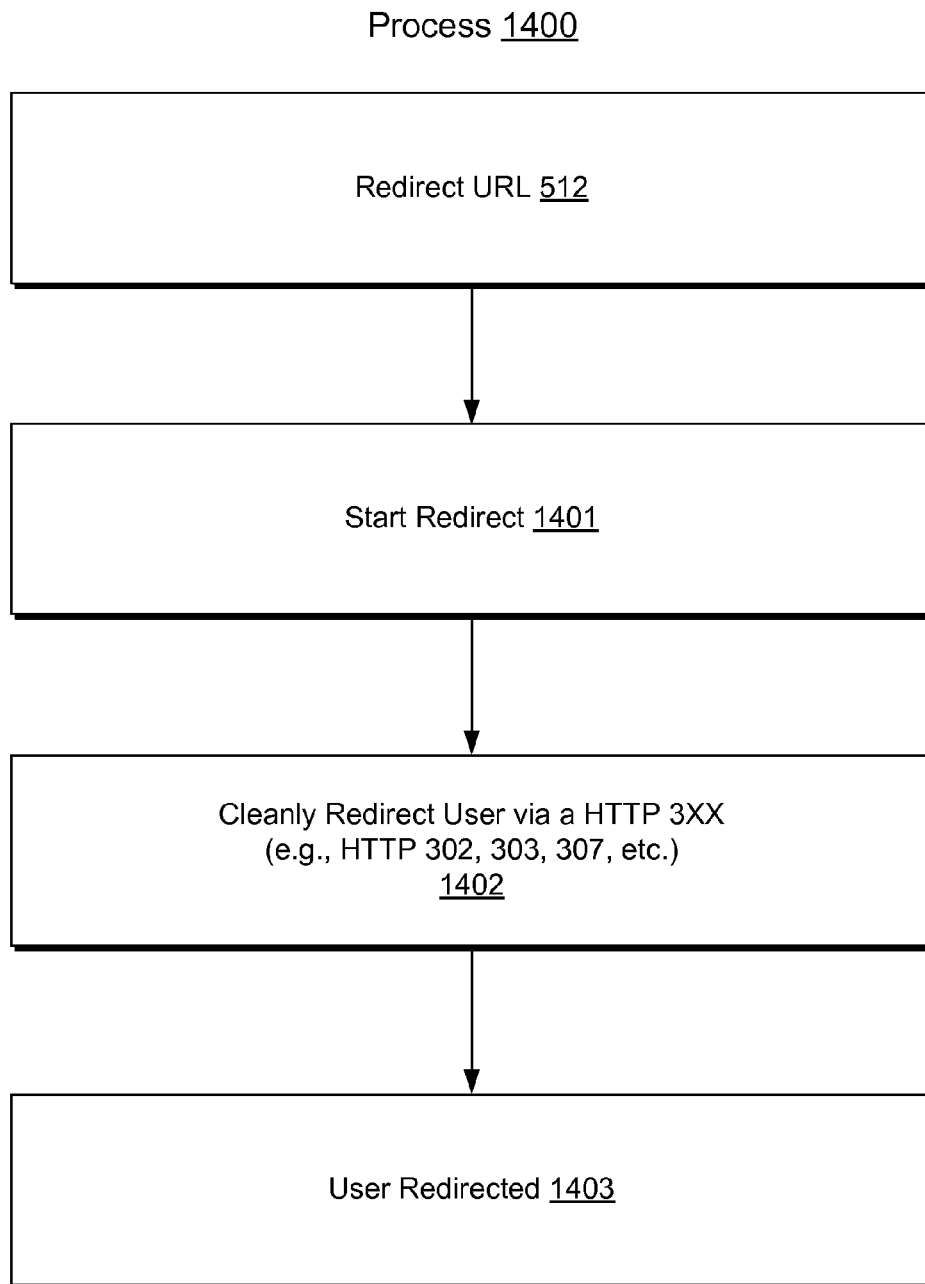 Process 1400
Redirect URL 512
Start Redirect 1401
Cleanly Redirect User via a HTTP 3XX
(e.g., HTTP 302, 303, 307, etc.)
1402
User Redirected 1403